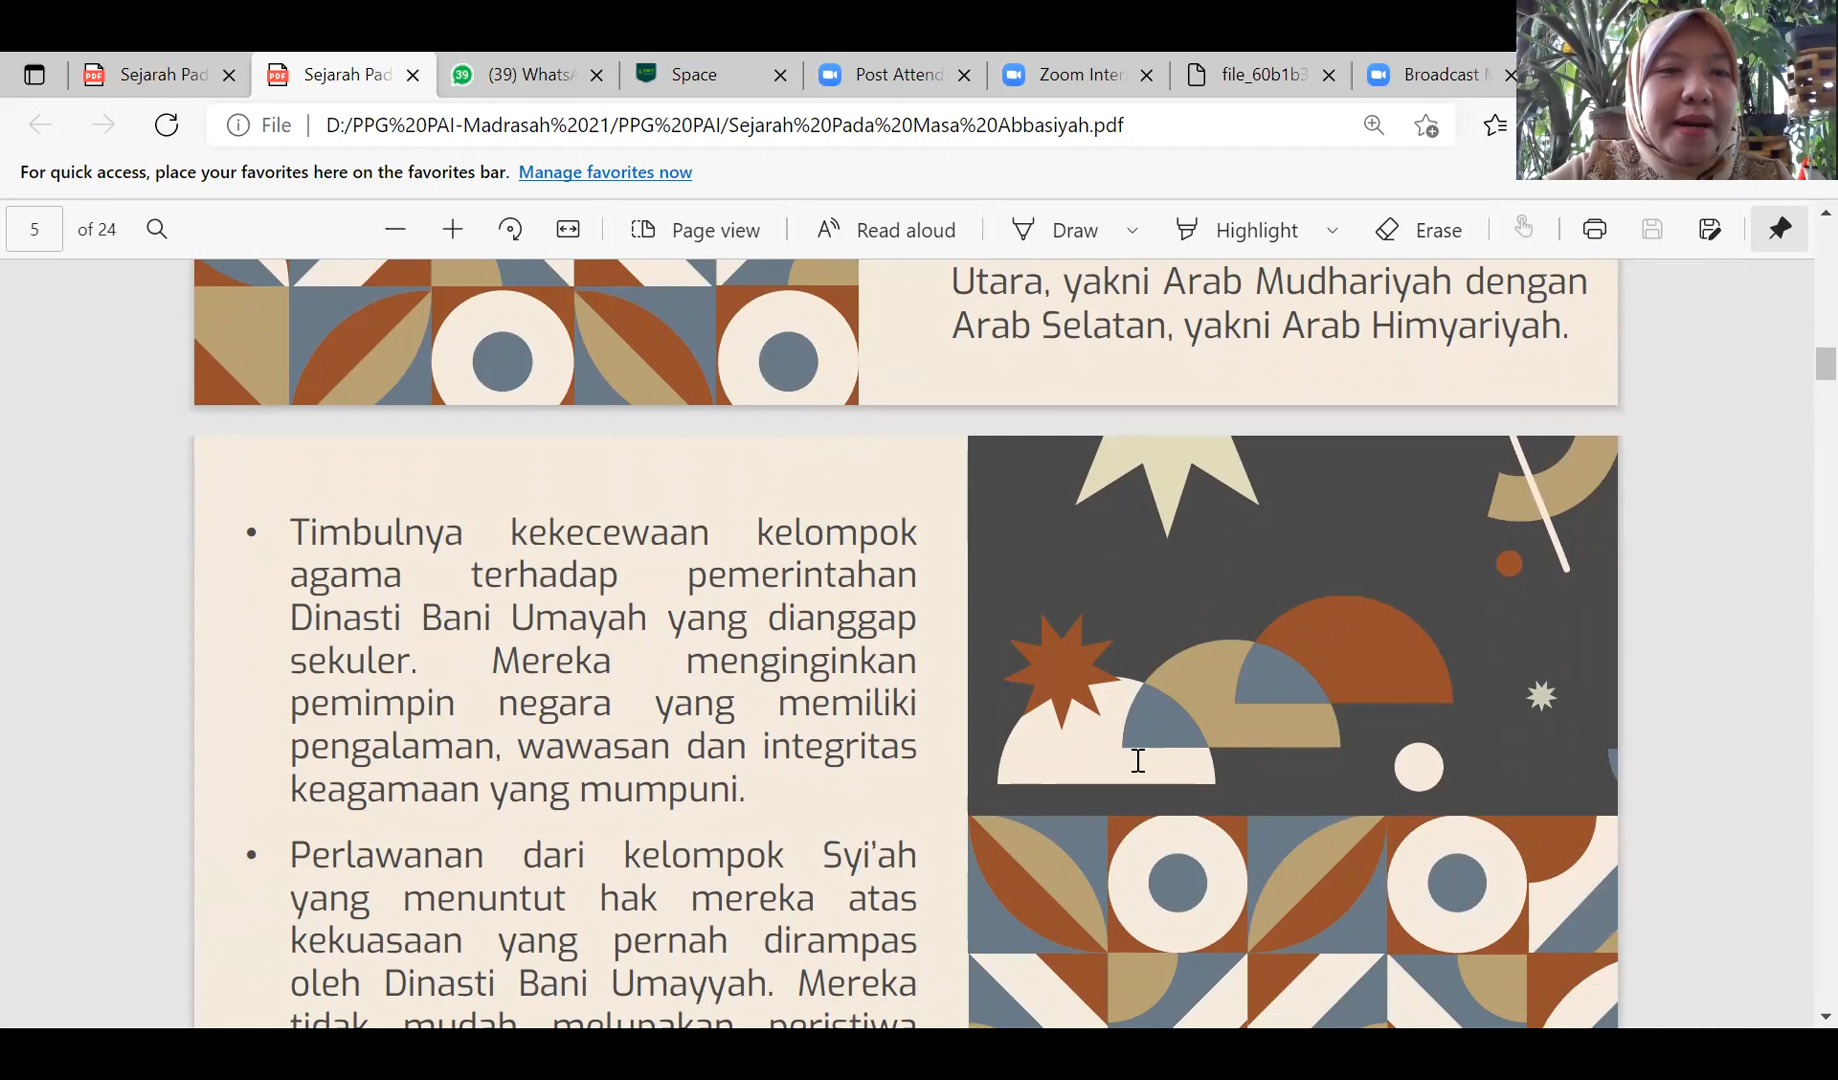 Sejarah Pad
Sejarah Pad
39
(39) Whats
Space
Post Attend
Zoom Inter
file_60b1b3
Broadcast M
File
D:/PPG%20PAI-Madrasah%2021/PPG%20PAI/Sejarah%20Pada%20Masa%20Abbasiyah.pdf
For quick access, place your favorites here on the favorites bar. Manage favorites now
5 of 24
Page view
Read aloud
Draw
Highlight
Erase
Utara, yakni Arab Mudhariyah dengan
Arab Selatan, yakni Arab Himyariyah.
• Timbulnya kekecewaan kelompok
agama terhadap pemerintahan
Dinasti Bani Umayah yang dianggap
sekuler. Mereka menginginkan
pemimpin negara yang memiliki
pengalaman, wawasan dan integritas
keagamaan yang mumpuni.
• Perlawanan dari kelompok Syi'ah
yang menuntut hak mereka atas
kekuasaan yang pernah dirampas
oleh Dinasti Bani Umayyah. Mereka
tidak mudah melupakan peristiwa